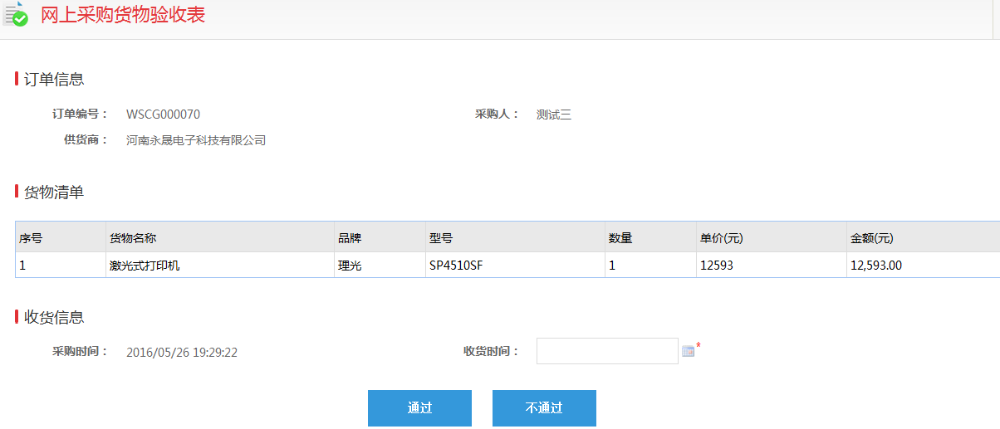 网上采购货物验收表
订单信息
订单编号： WSCG000070 采购人： 测试三
供货商： 河南永晟电子科技有限公司
货物清单
序号 货物名称 品牌 型号 数量 单价(元) 金额(元)
1 激光式打印机 理光 SP4510SF 1 12593 12,593.00
收货信息
采购时间： 2016/05/26 19:29:22 收货时间： *
通过 不通过